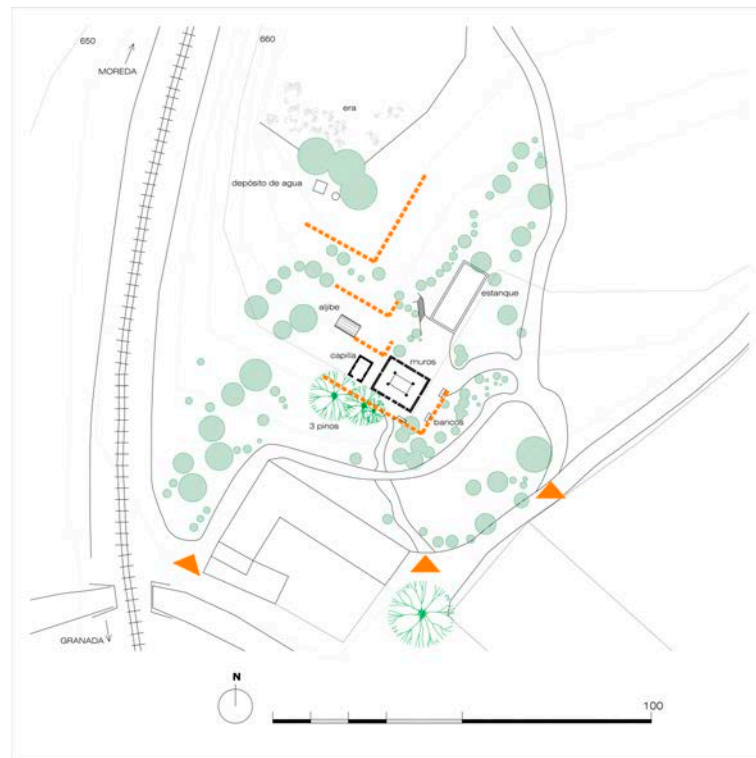 650
660
MOREDA
era
depósito de agua
estanque
aljibe
capilla
muros
3 pinos
bancos
GRANADA
N
100